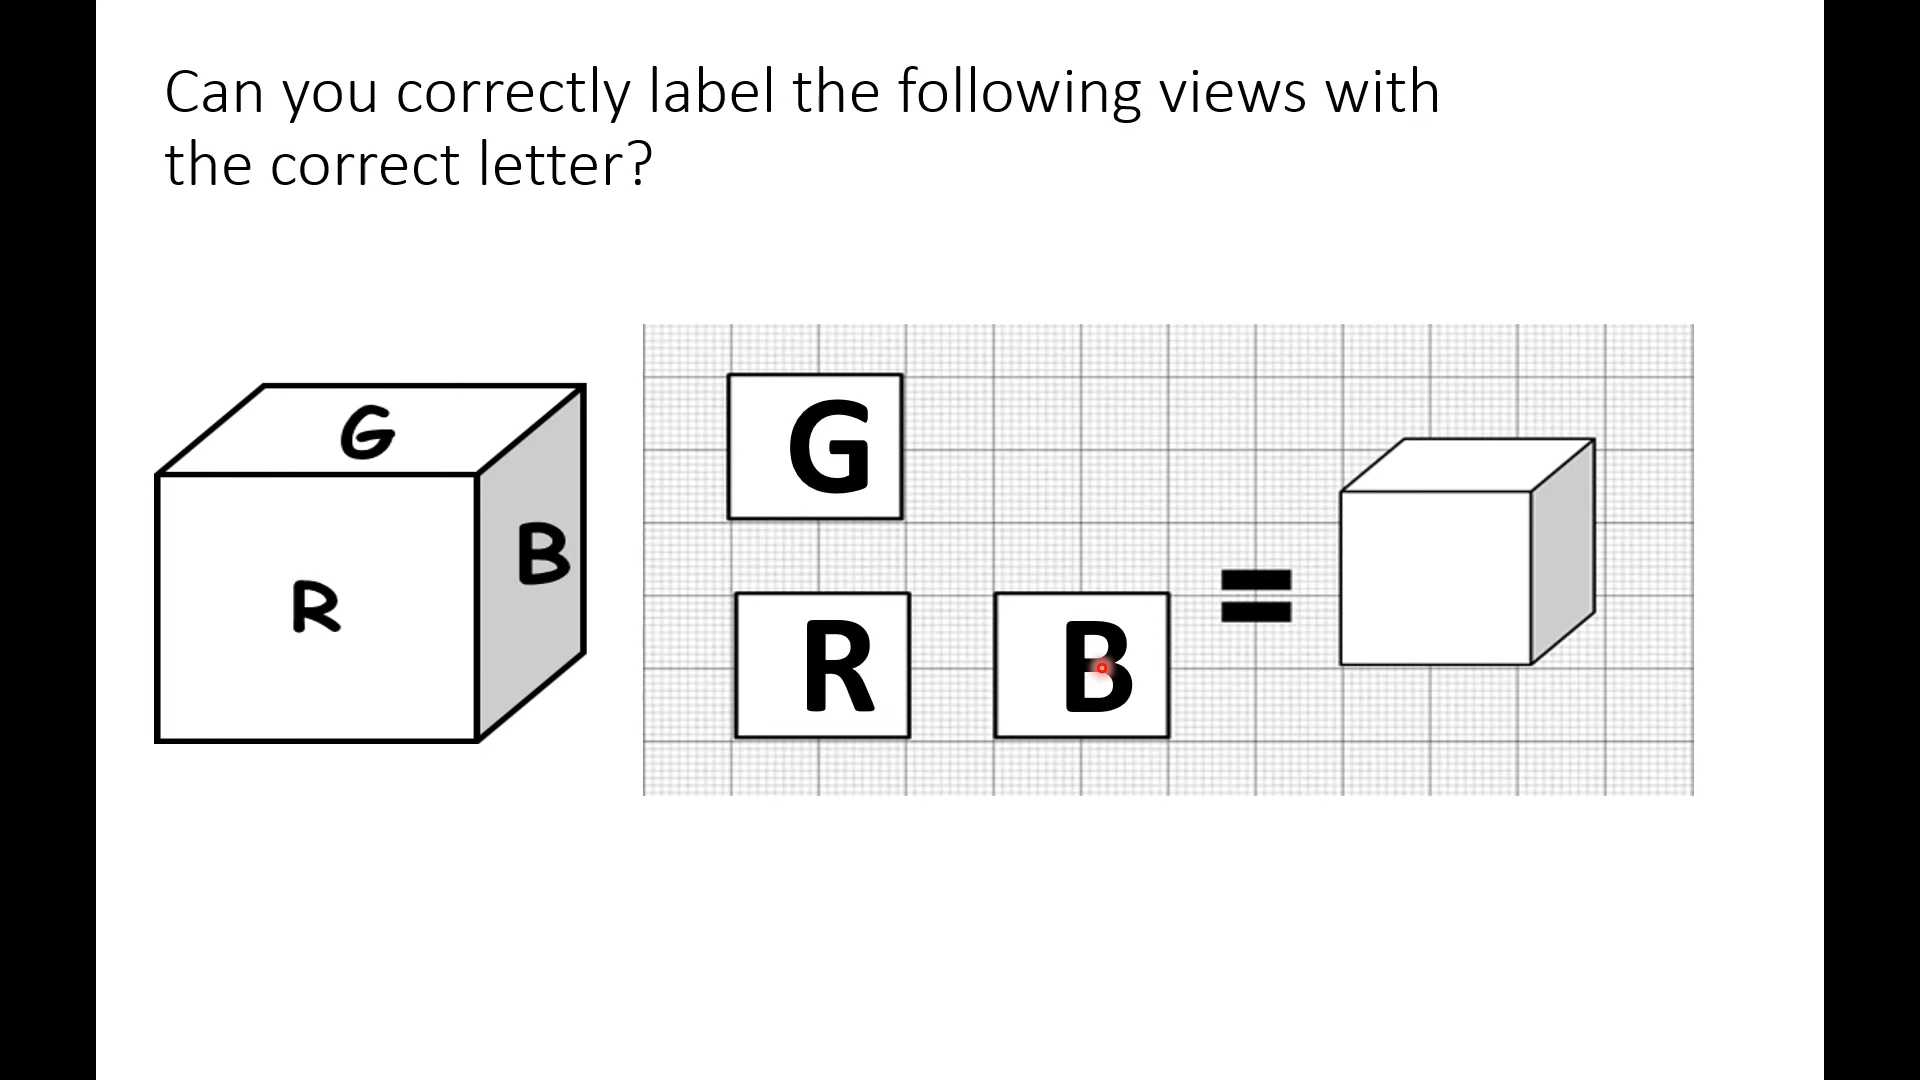 Can you correctly label the following views with
the correct letter?
G
B
R
G
R B
=